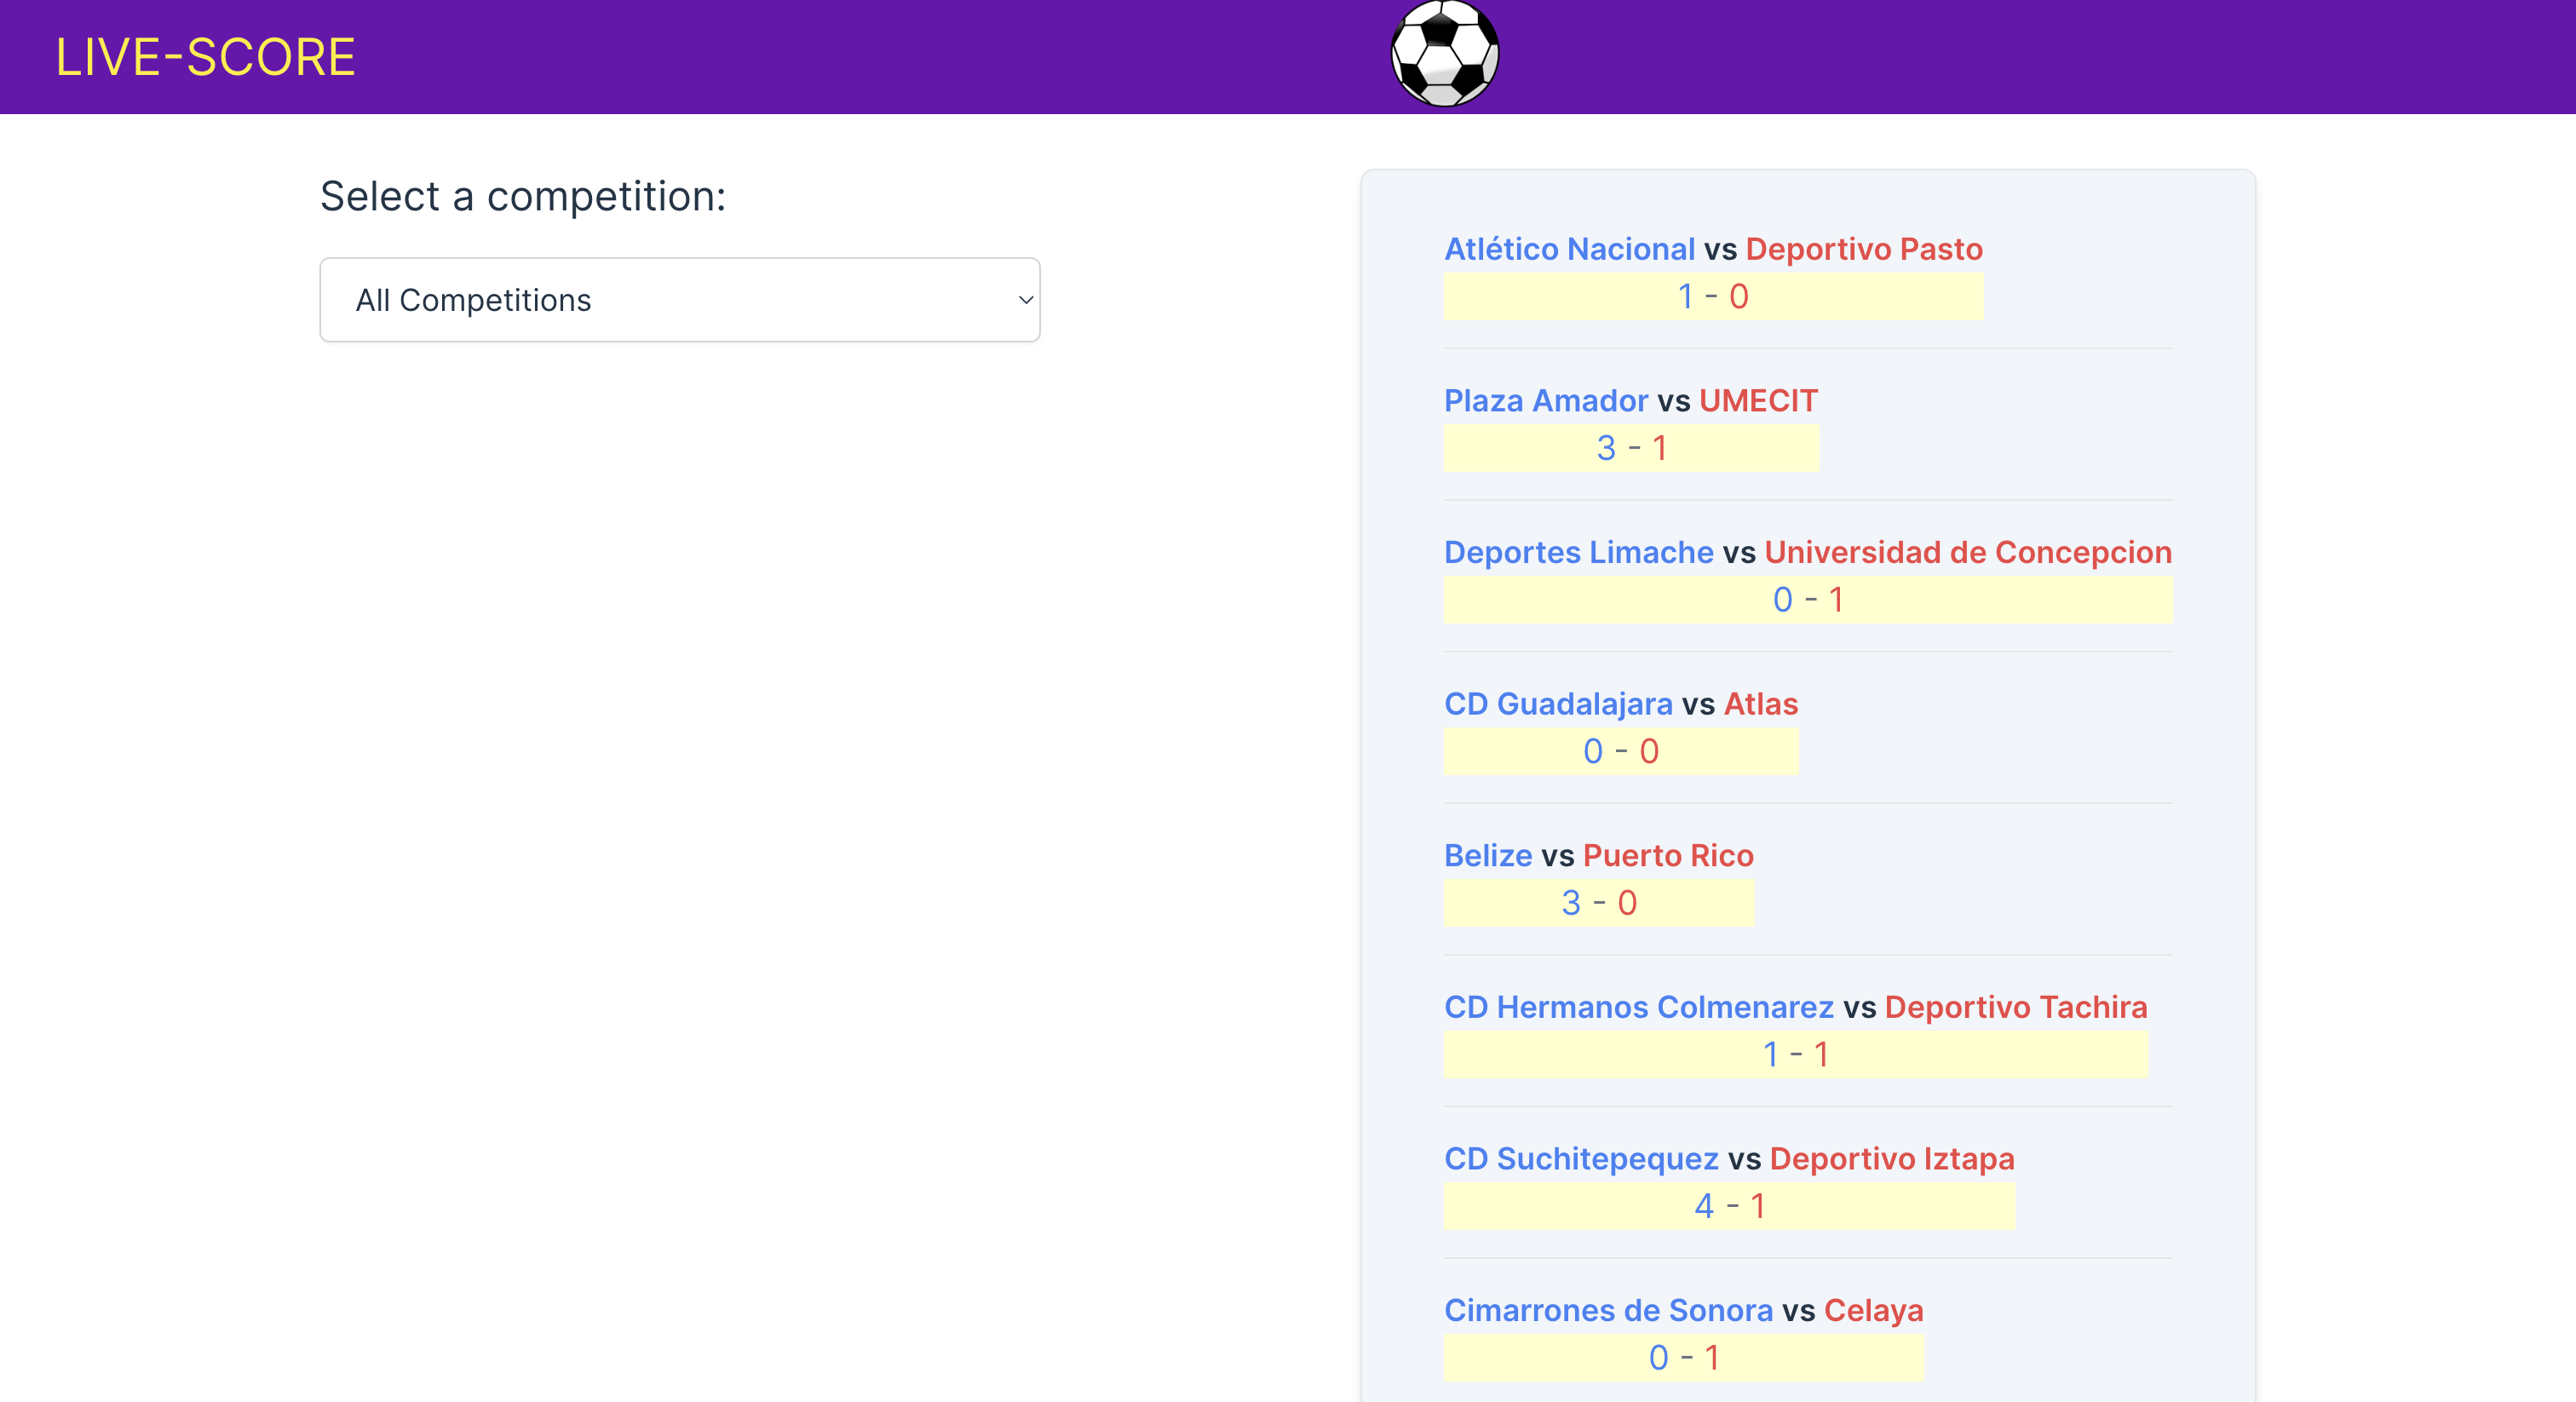 LIVE-SCORE
Select a competition:
All Competitions
Atlético Nacional vs Deportivo Pasto
1 - 0
Plaza Amador vs UMECIT
3 - 1
Deportes Limache vs Universidad de Concepcion
0 - 1
CD Guadalajara vs Atlas
0 - 0
Belize vs Puerto Rico
3 - 0
CD Hermanos Colmenarez vs Deportivo Tachira
1 - 1
CD Suchitepequez vs Deportivo Iztapa
4 - 1
Cimarrones de Sonora vs Celaya
0 - 1